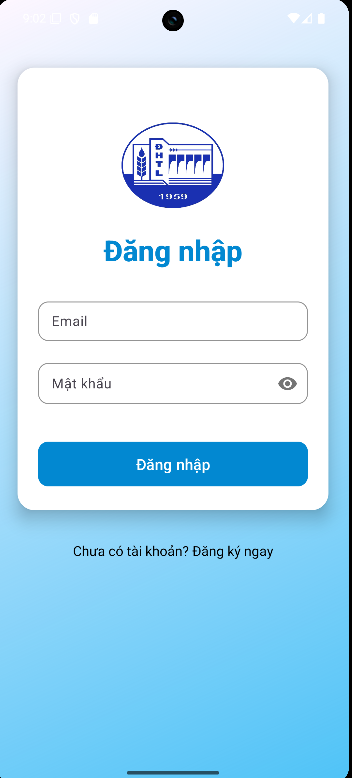 9:02
ĐHTL
1959
Đăng nhập
Email
Mật khẩu
Đăng nhập
Chưa có tài khoản? Đăng ký ngay